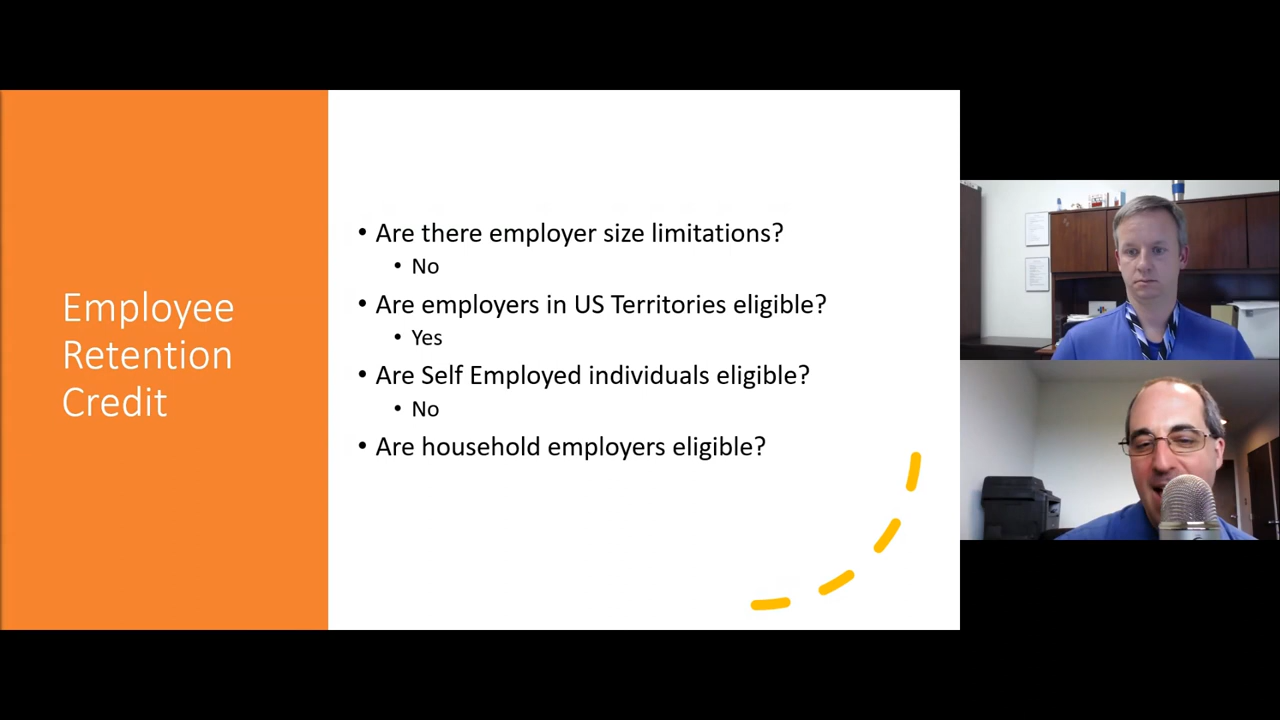 Employee
Retention
Credit
• Are there employer size limitations?
• No
• Are employers in US Territories eligible?
• Yes
• Are Self Employed individuals eligible?
• No
• Are household employers eligible?